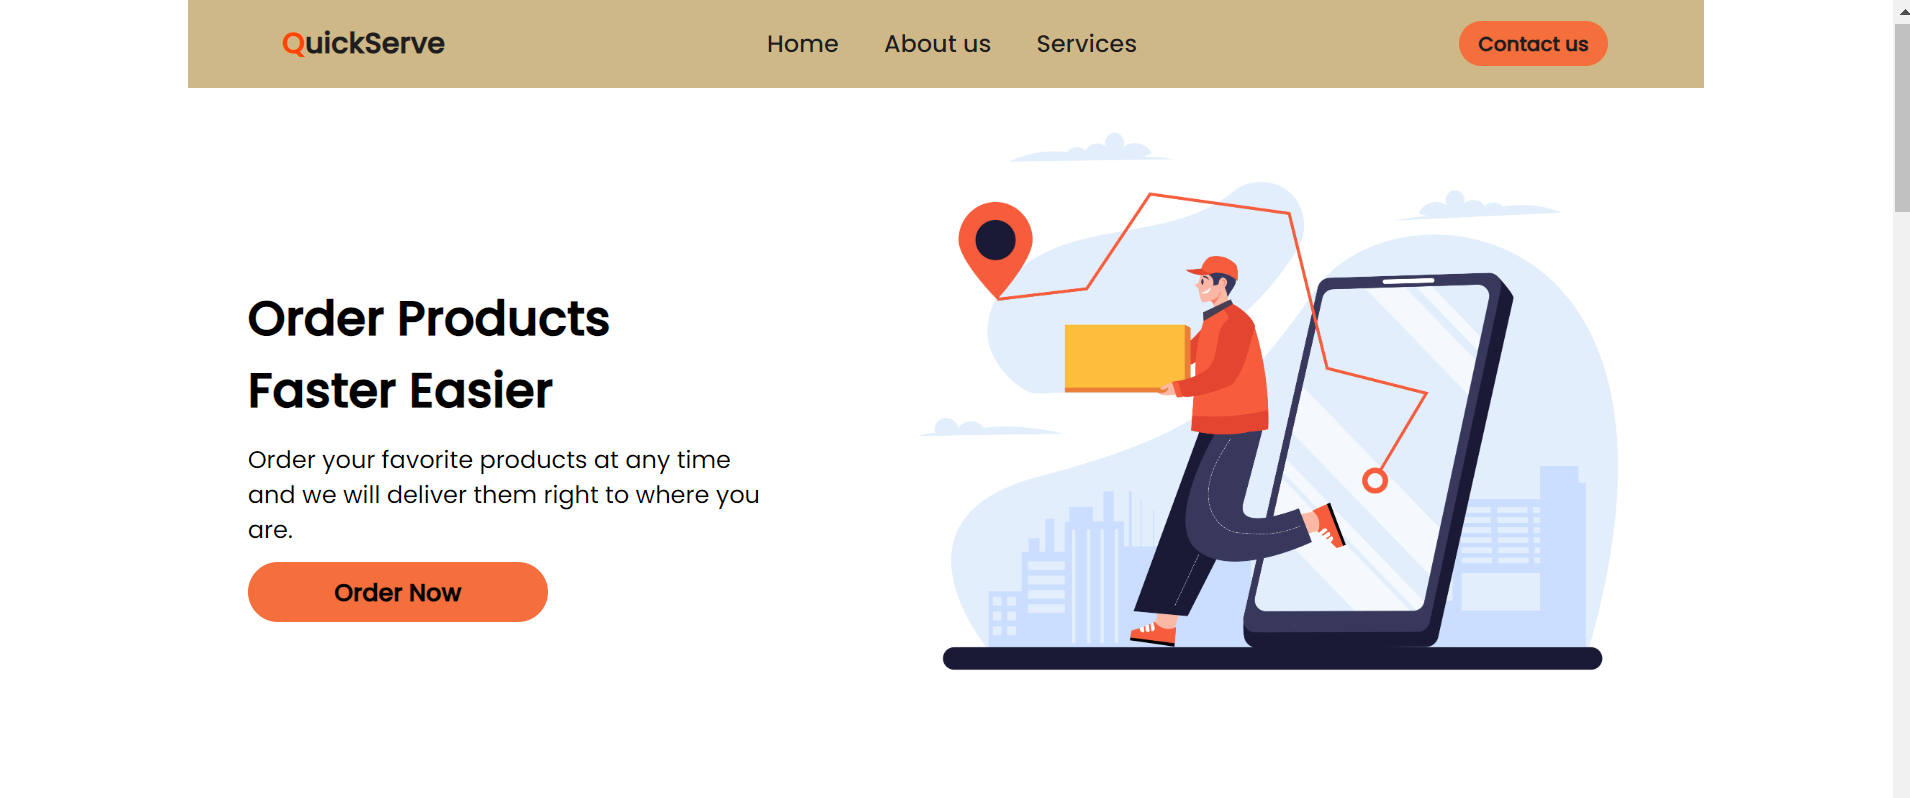 QuickServe
Home
About us
Services
Contact us
Order Products
Faster Easier
Order your favorite products at any time
and we will deliver them right to where you
are.
Order Now